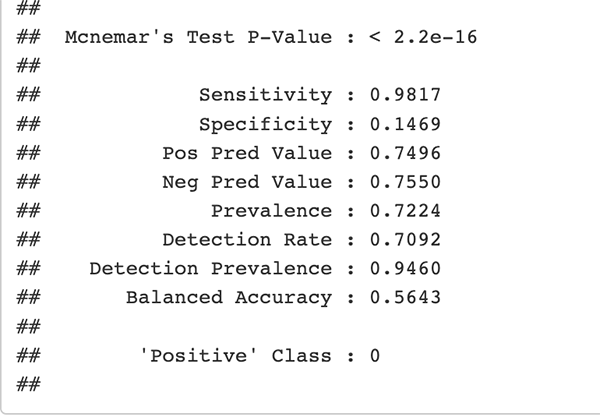 ##
## Mcnemar's Test P-Value : < 2.2e-16
##
## Sensitivity : 0.9817
## Specificity : 0.1469
## Pos Pred Value : 0.7496
## Neg Pred Value : 0.7550
## Prevalence : 0.7224
## Detection Rate : 0.7092
## Detection Prevalence : 0.9460
## Balanced Accuracy : 0.5643
##
## 'Positive' Class : 0
##